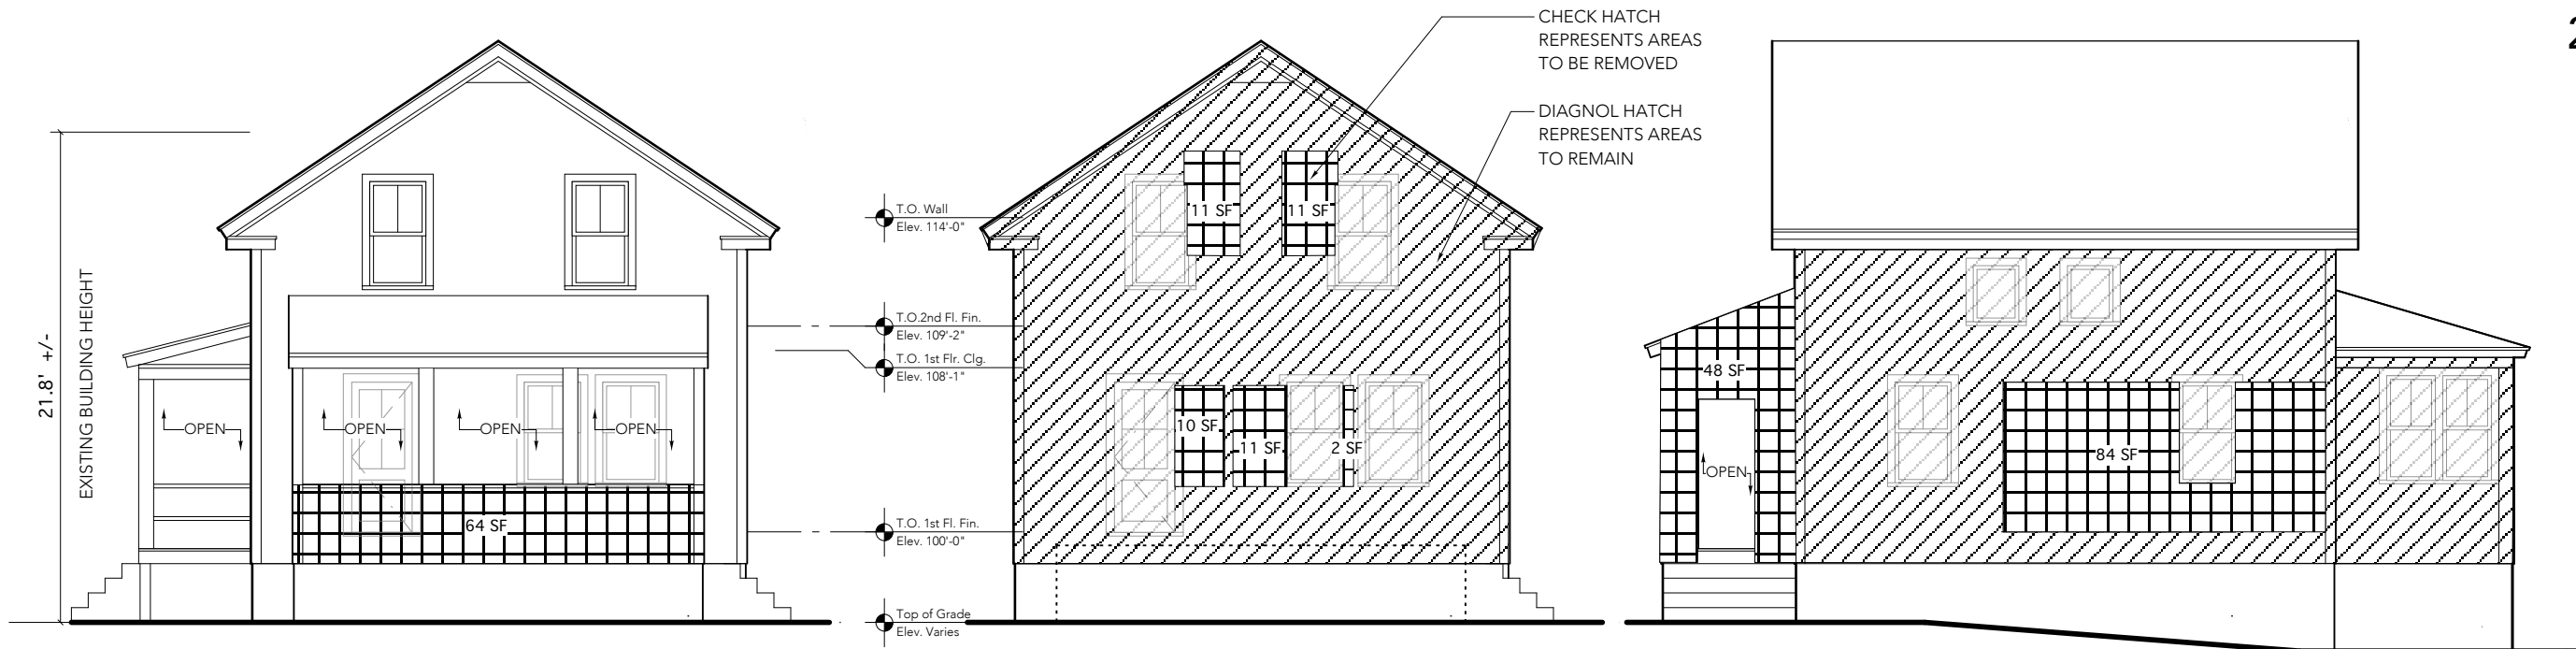 CHECK HATCH
REPRESENTS AREAS
TO BE REMOVED
DIAGNOL HATCH
REPRESENTS AREAS
TO REMAIN
2
21.8' +/-
EXISTING BUILDING HEIGHT
OPEN
OPEN
OPEN
OPEN
64 SF
T.O. Wall
Elev. 114'-0"
T.O.2nd Fl. Fin.
Elev. 109'-2"
T.O. 1st Flr. Clg.
Elev. 108'-1"
T.O. 1st Fl. Fin.
Elev. 100'-0"
Top of Grade
Elev. Varies
11 SF
11 SF
10 SF
11 SF
2 SF
48 SF
OPEN
84 SF